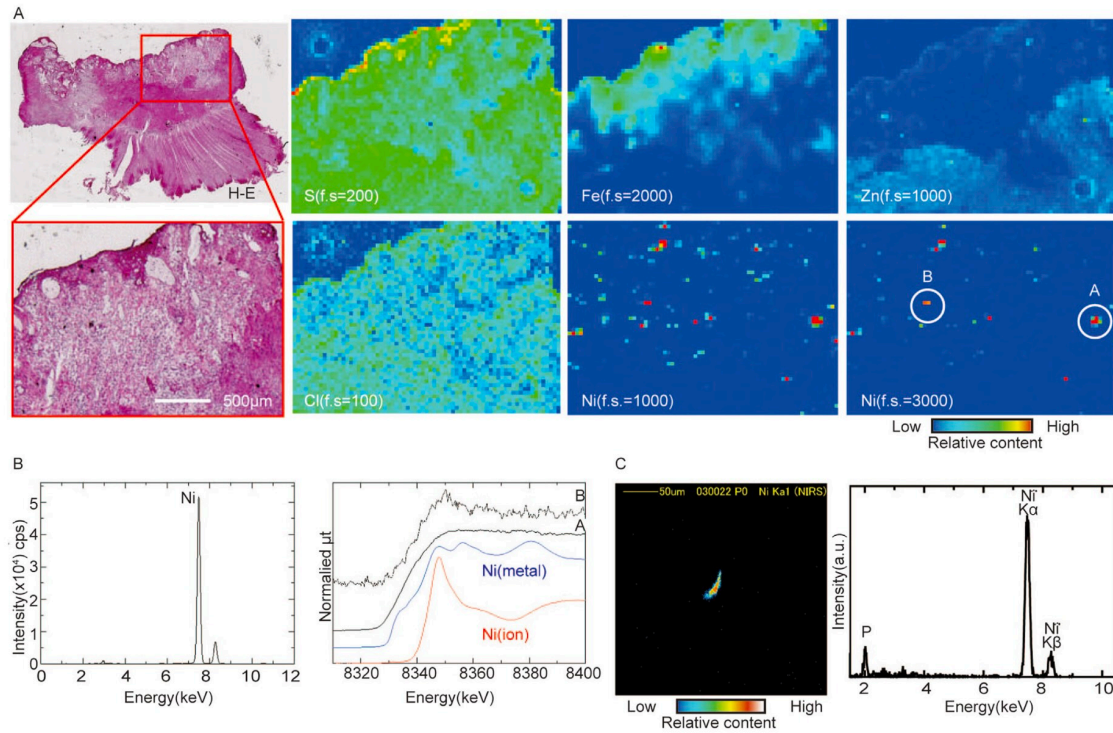 A
H-E
500μm
S(f.s=200)
Fe(f.s=2000)
Zn(f.s=1000)
Cl(f.s=100)
Ni(f.s.=1000)
B
A
Ni(f.s.=3000)
Low
High
Relative content
B
Intensity(x10⁴) cps
5
4
3
2
1
0
Ni
0 2 4 6 8 10 12
Energy(keV)
Normalied μt
B
A
Ni(metal)
Ni(ion)
8320 8340 8360 8380 8400
Energy(keV)
C
50um 030022 P0 Ni Ka1 (NIRS)
Low
High
Relative content
Intensity(a.u.)
P
Ni
Kα
Ni
Kβ
2 4 6 8 10
Energy(keV)